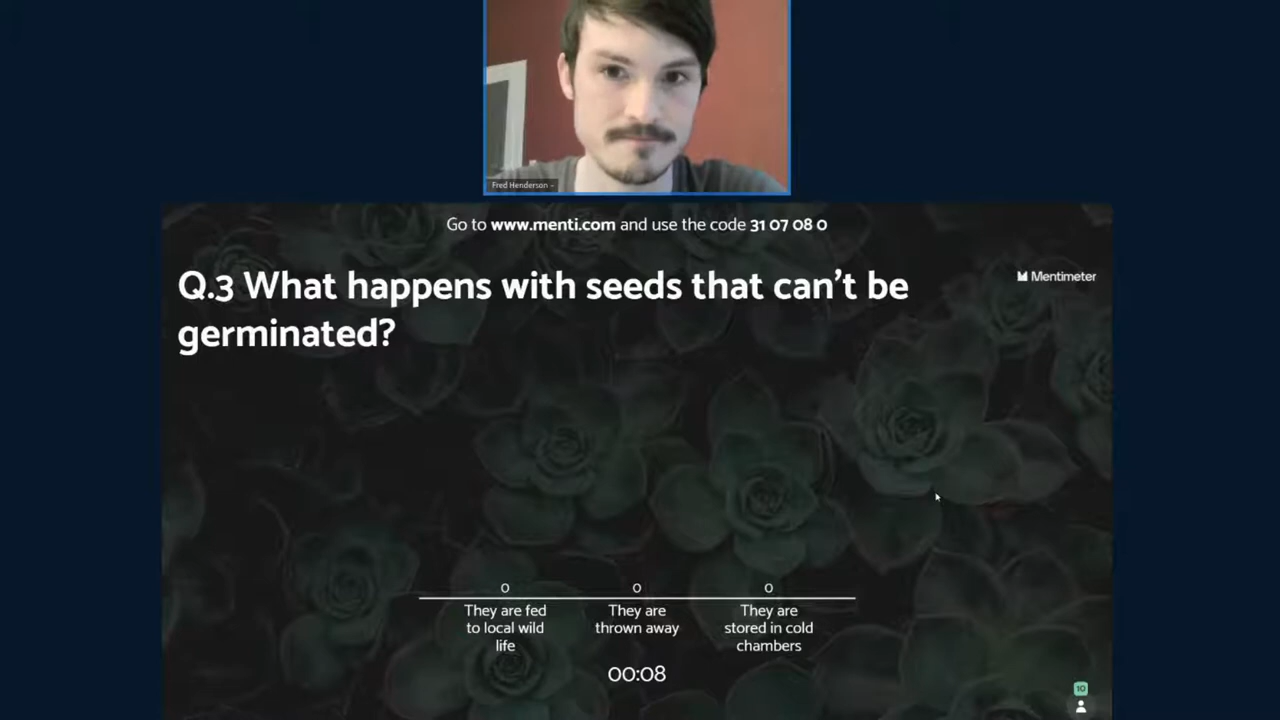 Fred Henderson -
Go to www.menti.com and use the code 31 07 08 0
Mentimeter
Q.3 What happens with seeds that can't be
germinated?
0 0 0
They are fed
to local wild
life
They are
thrown away
They are
stored in cold
chambers
00:08
10